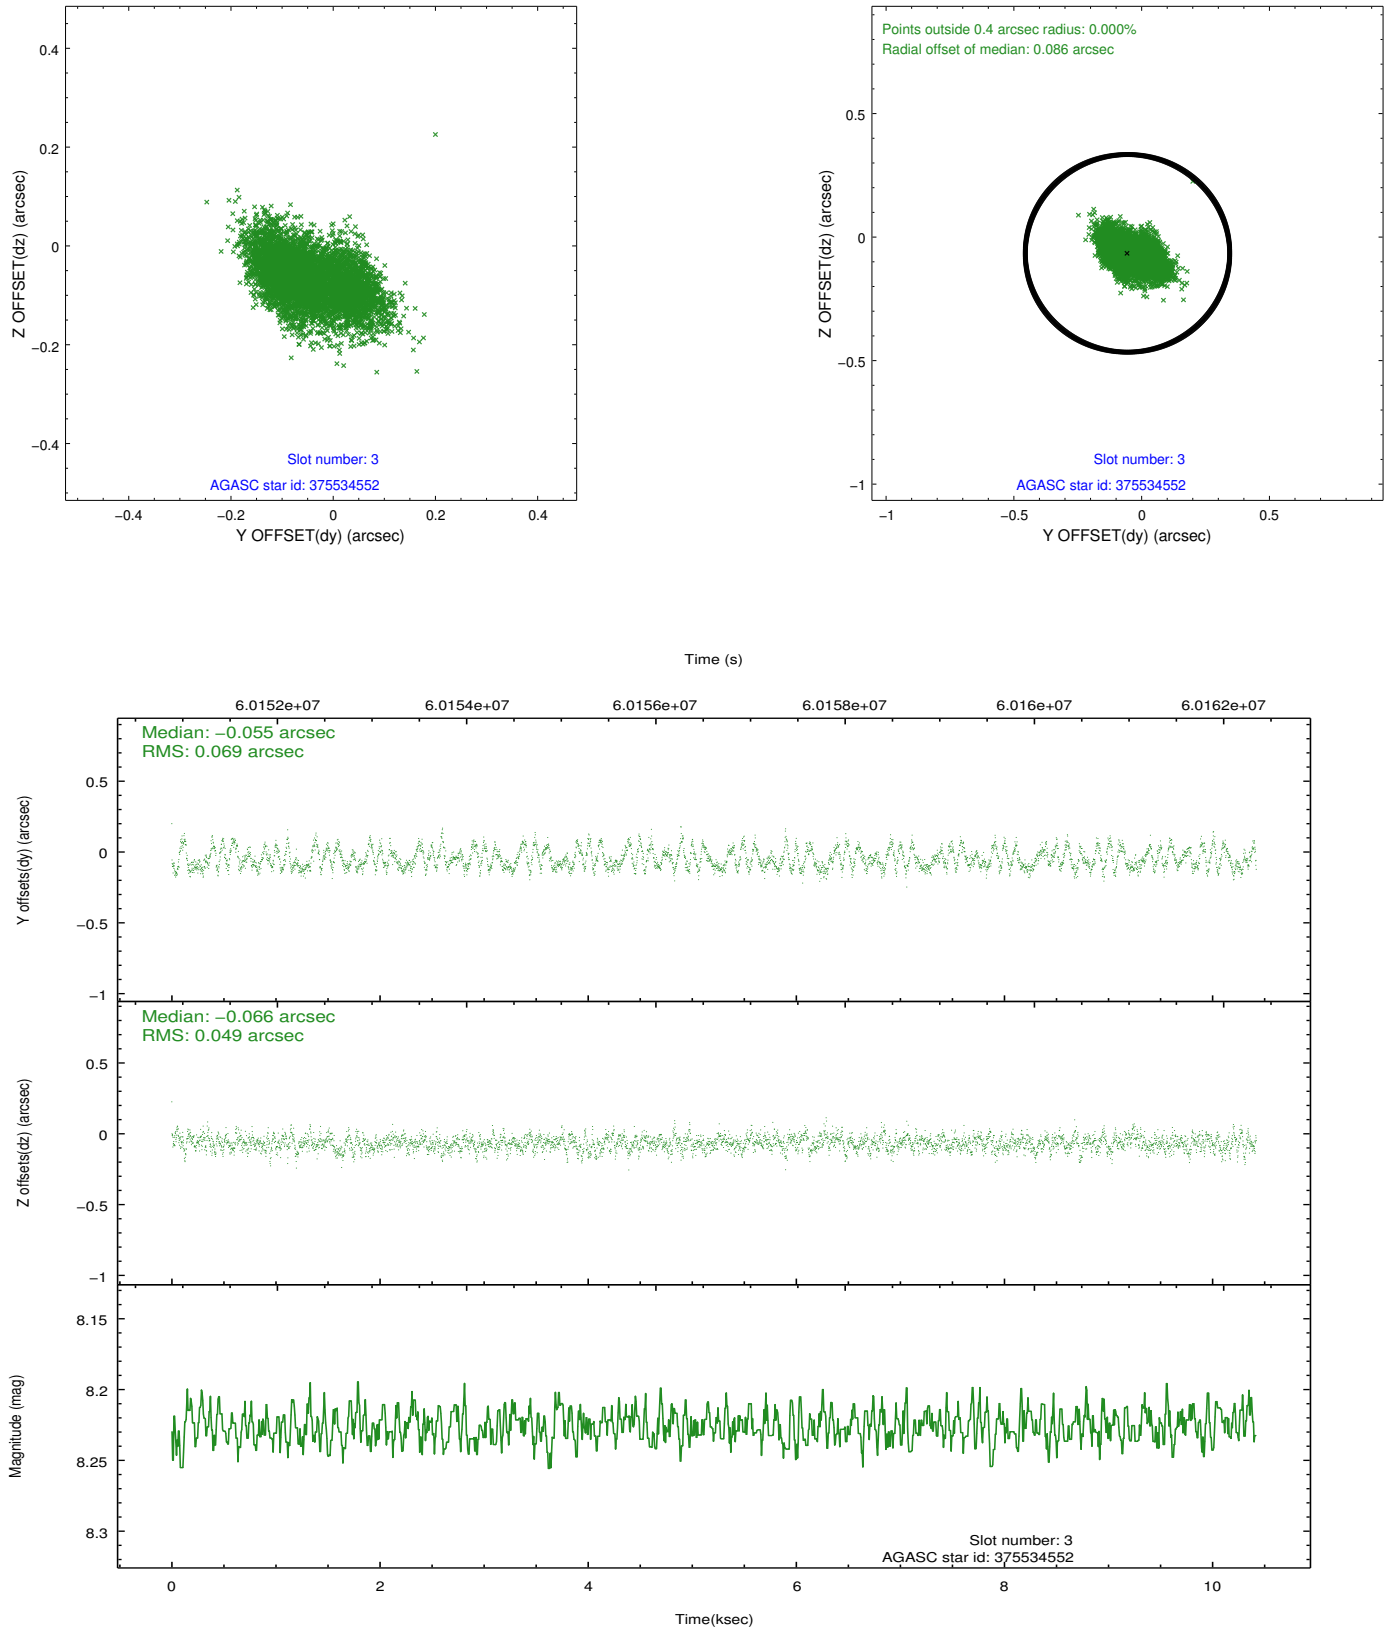 0.4
0.2
0
−0.2
−0.4
Z OFFSET(dz) (arcsec)
Slot number: 3
AGASC star id: 375534552
−0.4 −0.2 0 0.2 0.4
Y OFFSET(dy) (arcsec)
Points outside 0.4 arcsec radius: 0.000%
Radial offset of median: 0.086 arcsec
0.5
0
−0.5
−1
Z OFFSET(dz) (arcsec)
Slot number: 3
AGASC star id: 375534552
−1 −0.5 0 0.5
Y OFFSET(dy) (arcsec)
Time (s)
6.0152e+07 6.0154e+07 6.0156e+07 6.0158e+07 6.016e+07 6.0162e+07
Median: −0.055 arcsec
RMS: 0.069 arcsec
0.5
0
−0.5
−1
Y offsets(dy) (arcsec)
Median: −0.066 arcsec
RMS: 0.049 arcsec
0.5
0
−0.5
−1
Z offsets(dz) (arcsec)
8.15
8.2
8.25
8.3
Magnitude (mag)
Slot number: 3
AGASC star id: 375534552
0 2 4 6 8 10
Time(ksec)